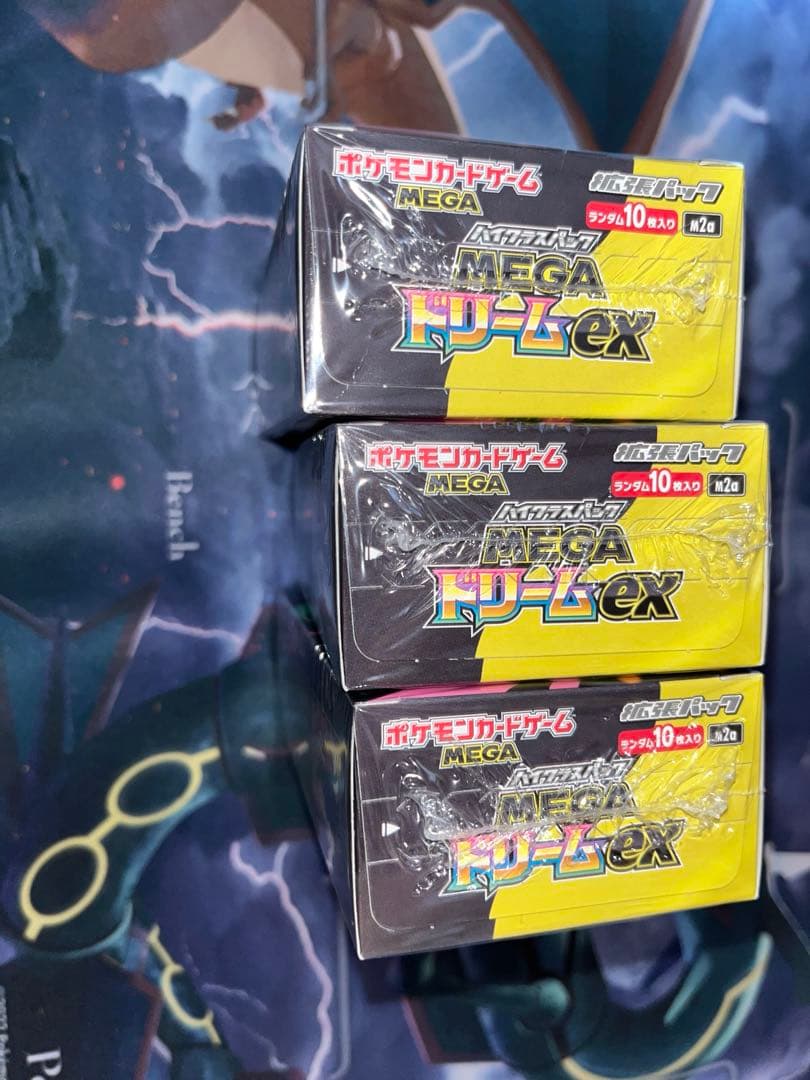 ポケモンカードゲーム
MEGA
拡張パック
ランダム10枚入り M2a
ハイクラスパック
MEGA
ドリームex
ポケモンカードゲーム
MEGA
拡張パック
ランダム10枚入り M2a
ハイクラスパック
MEGA
ドリームex
ポケモンカードゲーム
MEGA
拡張パック
ランダム10枚入り M2a
ハイクラスパック
MEGA
ドリームex
Bench